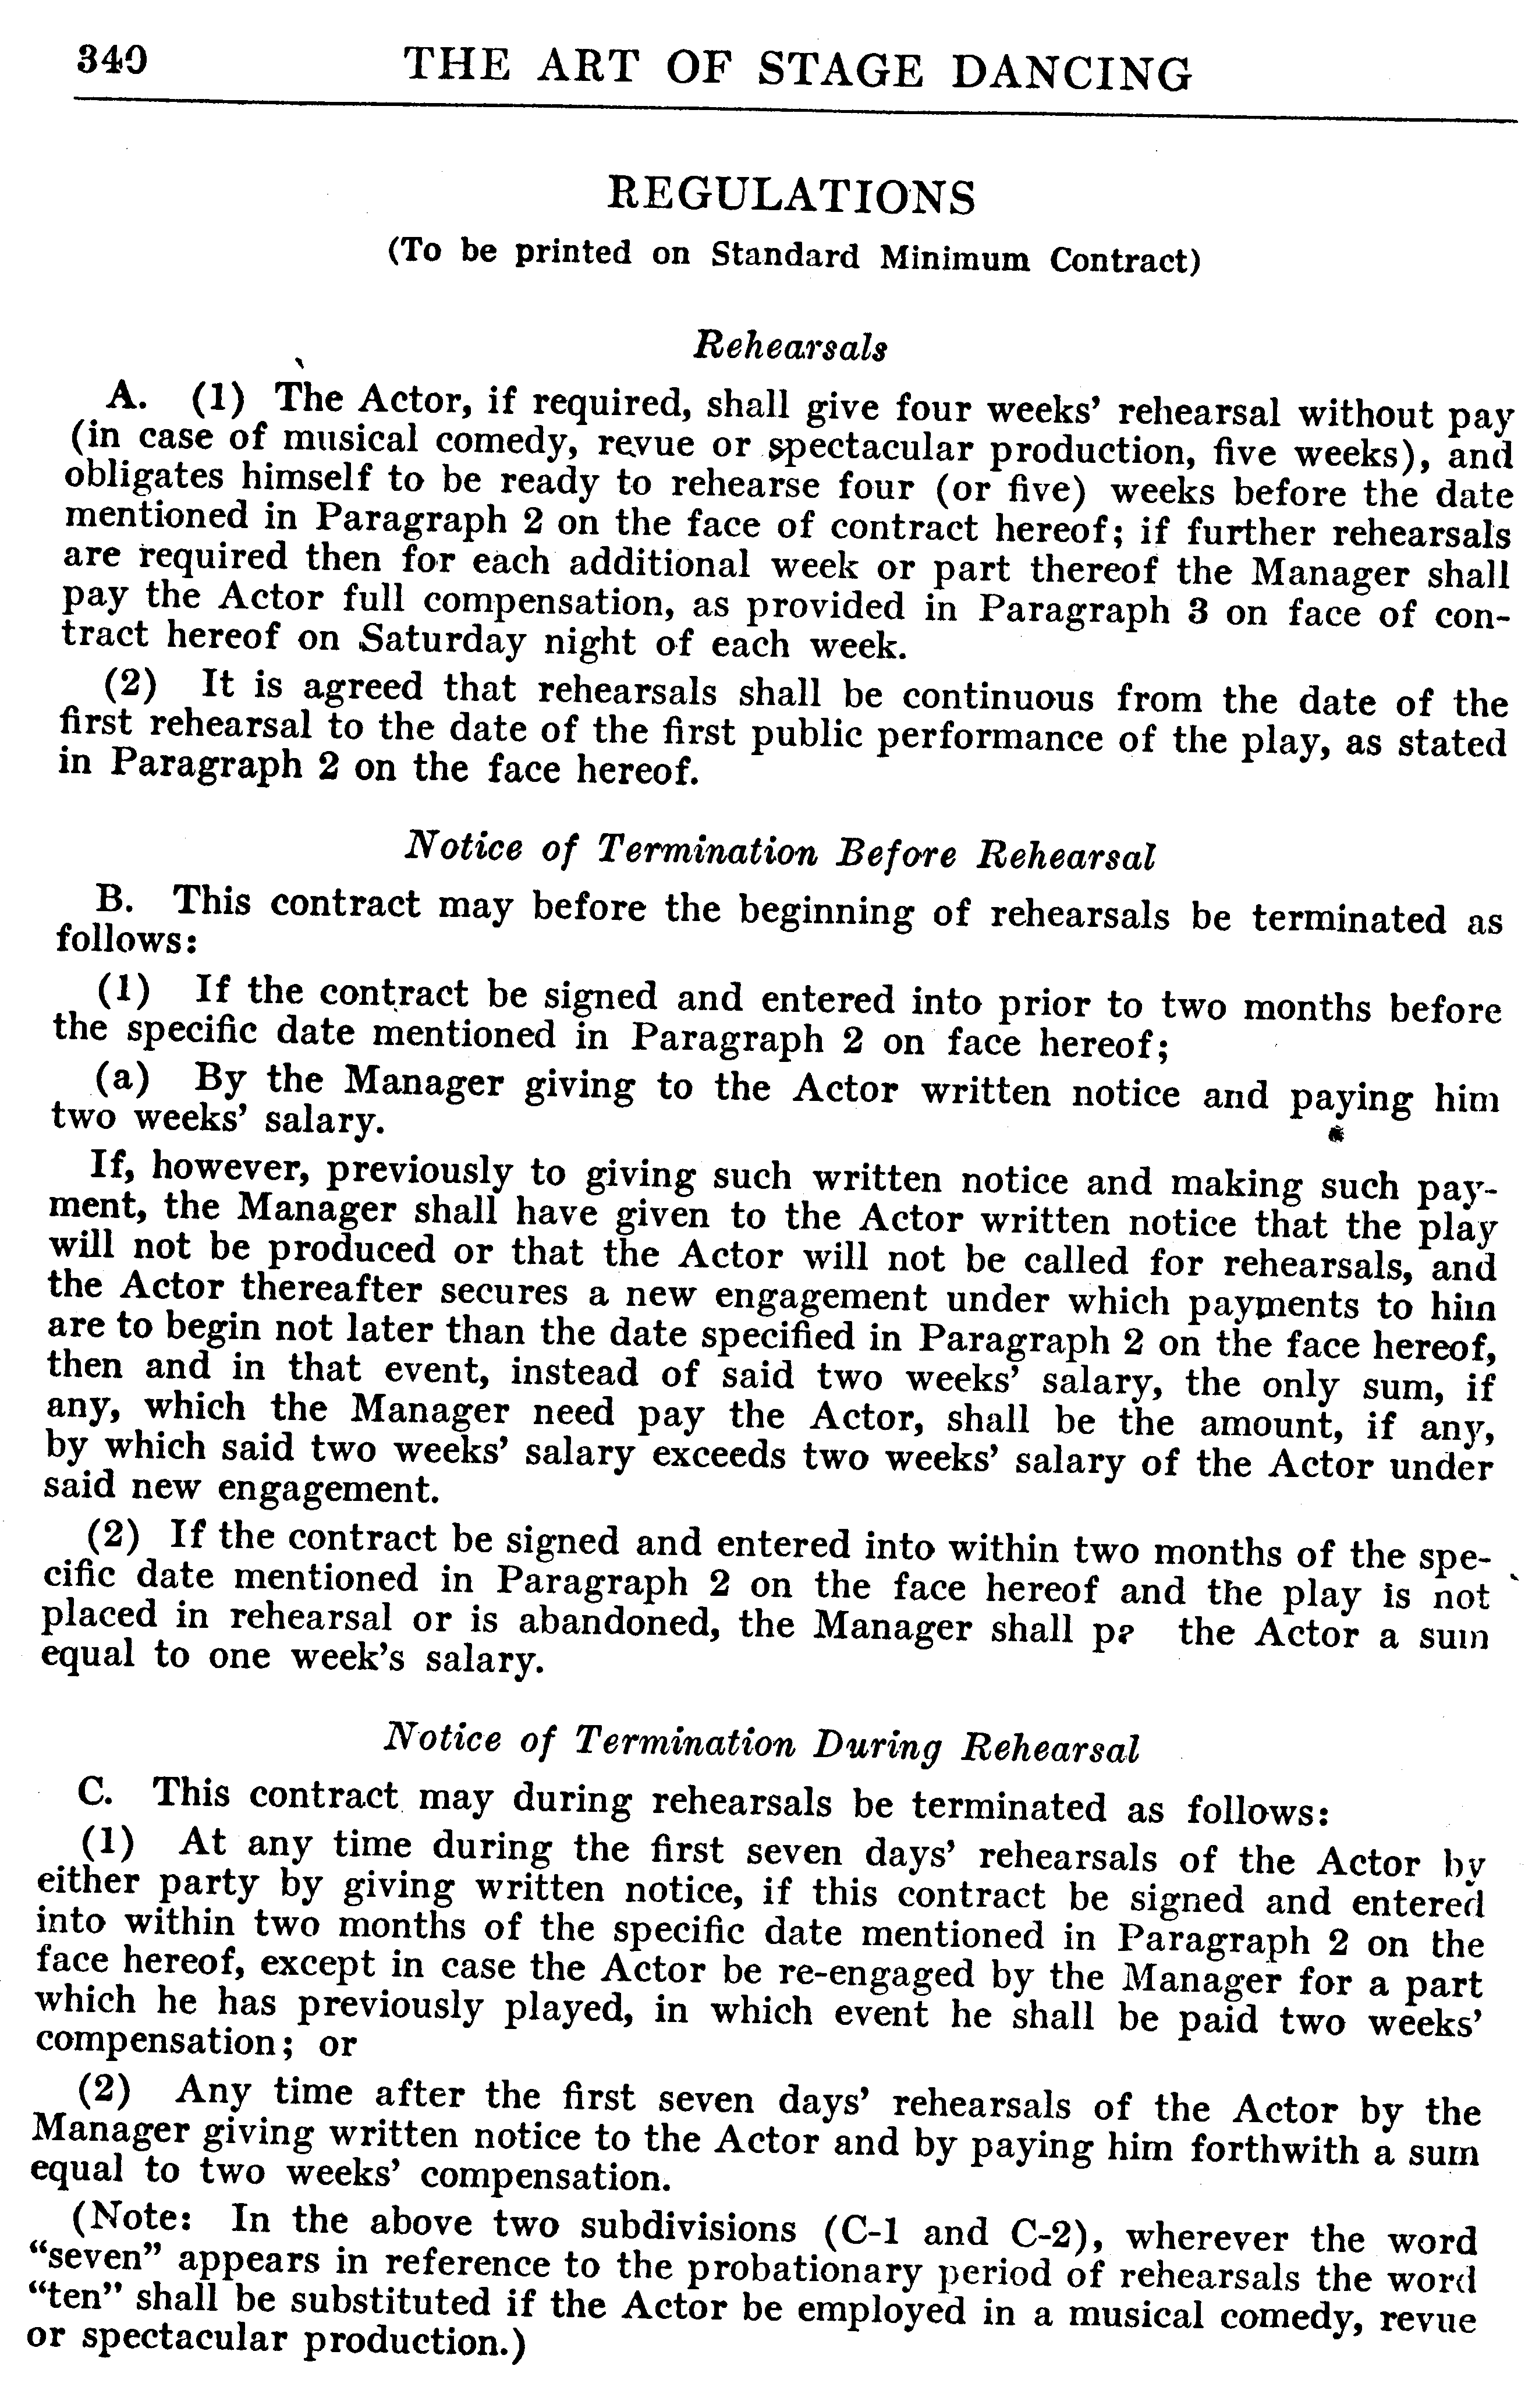 340 THE ART OF STAGE DANCING
REGULATIONS
(To be printed on Standard Minimum Contract)
Rehearsals
A. (1) The Actor, if required, shall give four weeks' rehearsal without pay
(in case of musical comedy, revue or spectacular production, five weeks), and
obligates himself to be ready to rehearse four (or five) weeks before the date
mentioned in Paragraph 2 on the face of contract hereof; if further rehearsals
are required then for each additional week or part thereof the Manager shall
pay the Actor full compensation, as provided in Paragraph 3 on face of con-
tract hereof on Saturday night of each week.
(2) It is agreed that rehearsals shall be continuous from the date of the
first rehearsal to the date of the first public performance of the play, as stated
in Paragraph 2 on the face hereof.
Notice of Termination Before Rehearsal
B. This contract may before the beginning of rehearsals be terminated as
follows:
(1) If the contract be signed and entered into prior to two months before
the specific date mentioned in Paragraph 2 on face hereof;
(a) By the Manager giving to the Actor written notice and paying him
two weeks' salary.
If, however, previously to giving such written notice and making such pay-
ment, the Manager shall have given to the Actor written notice that the play
will not be produced or that the Actor will not be called for rehearsals, and
the Actor thereafter secures a new engagement under which payments to him
are to begin not later than the date specified in Paragraph 2 on the face hereof,
then and in that event, instead of said two weeks' salary, the only sum, if
any, which the Manager need pay the Actor, shall be the amount, if any,
by which said two weeks' salary exceeds two weeks' salary of the Actor under
said new engagement.
(2) If the contract be signed and entered into within two months of the spe-
cific date mentioned in Paragraph 2 on the face hereof and the play is not
placed in rehearsal or is abandoned, the Manager shall the Actor a sum
equal to one week's salary.
Notice of Termination During Rehearsal
C. This contract may during rehearsals be terminated as follows:
(1) At any time during the first seven days' rehearsals of the Actor by
either party by giving written notice, if this contract be signed and entered
into within two months of the specific date mentioned in Paragraph 2 on the
face hereof, except in case the Actor be re-engaged by the Manager for a part
which he has previously played, in which event he shall be paid two weeks'
compensation; or
(2) Any time after the first seven days' rehearsals of the Actor by the
Manager giving written notice to the Actor and by paying him forthwith a sum
equal to two weeks' compensation.
(Note: In the above two subdivisions (C-1 and C-2), wherever the word
"seven" appears in reference to the probationary period of rehearsals the word
"ten" shall be substituted if the Actor be employed in a musical comedy, revue
or spectacular production.)